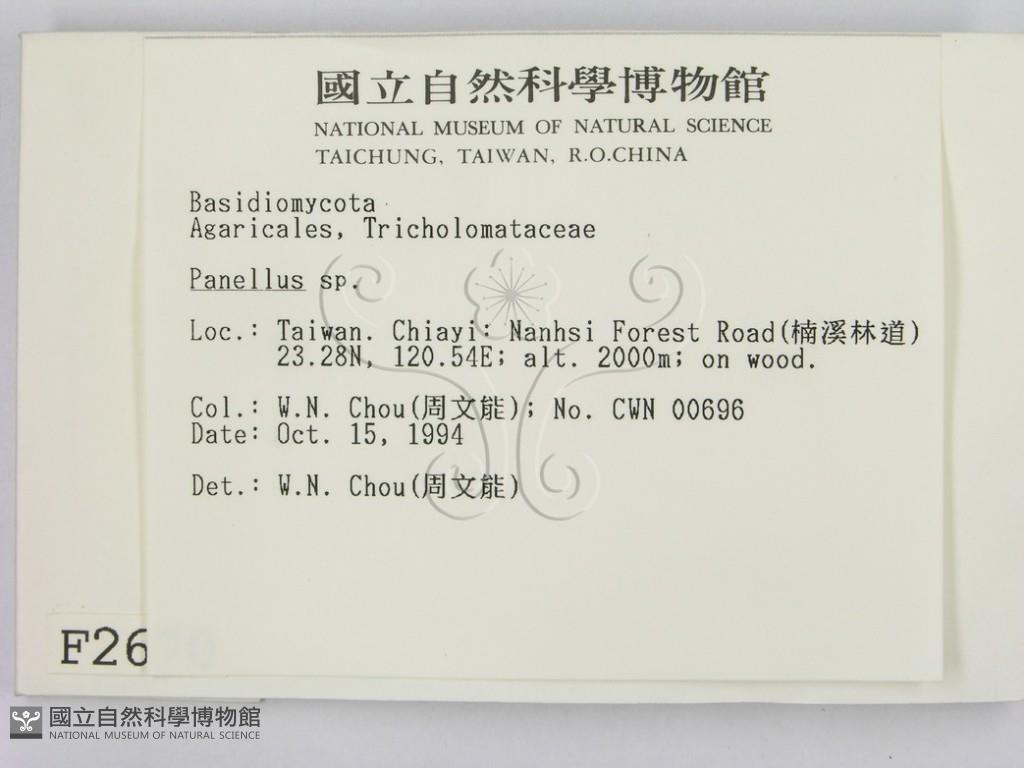 國立自然科學博物館
NATIONAL MUSEUM OF NATURAL SCIENCE
TAICHUNG, TAIWAN, R.O.CHINA
Basidiomycota
Agaricales, Tricholomataceae
Panellus sp.
Loc.: Taiwan. Chiayi: Nanhsi Forest Road(楠溪林道)
23.28N, 120.54E; alt. 2000m; on wood.
Col.: W.N. Chou(周文能); No. CWN 00696
Date: Oct. 15, 1994
Det.: W.N. Chou(周文能)
F26
國立自然科學博物館
NATIONAL MUSEUM OF NATURAL SCIENCE